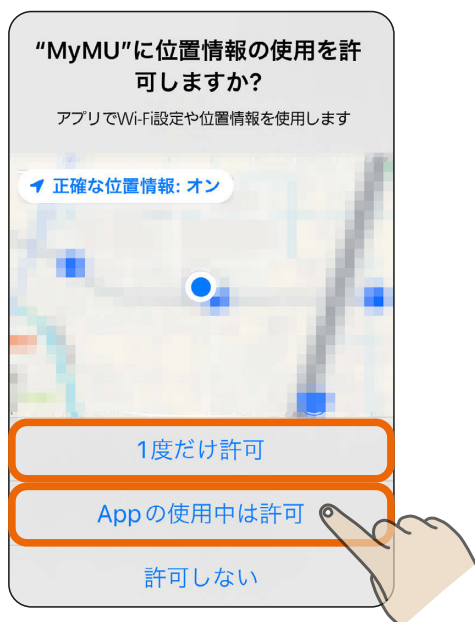 “MyMU”に位置情報の使用を許
可しますか?
アプリでWi-Fi設定や位置情報を使用します
正確な位置情報: オン
1度だけ許可
Appの使用中は許可
許可しない